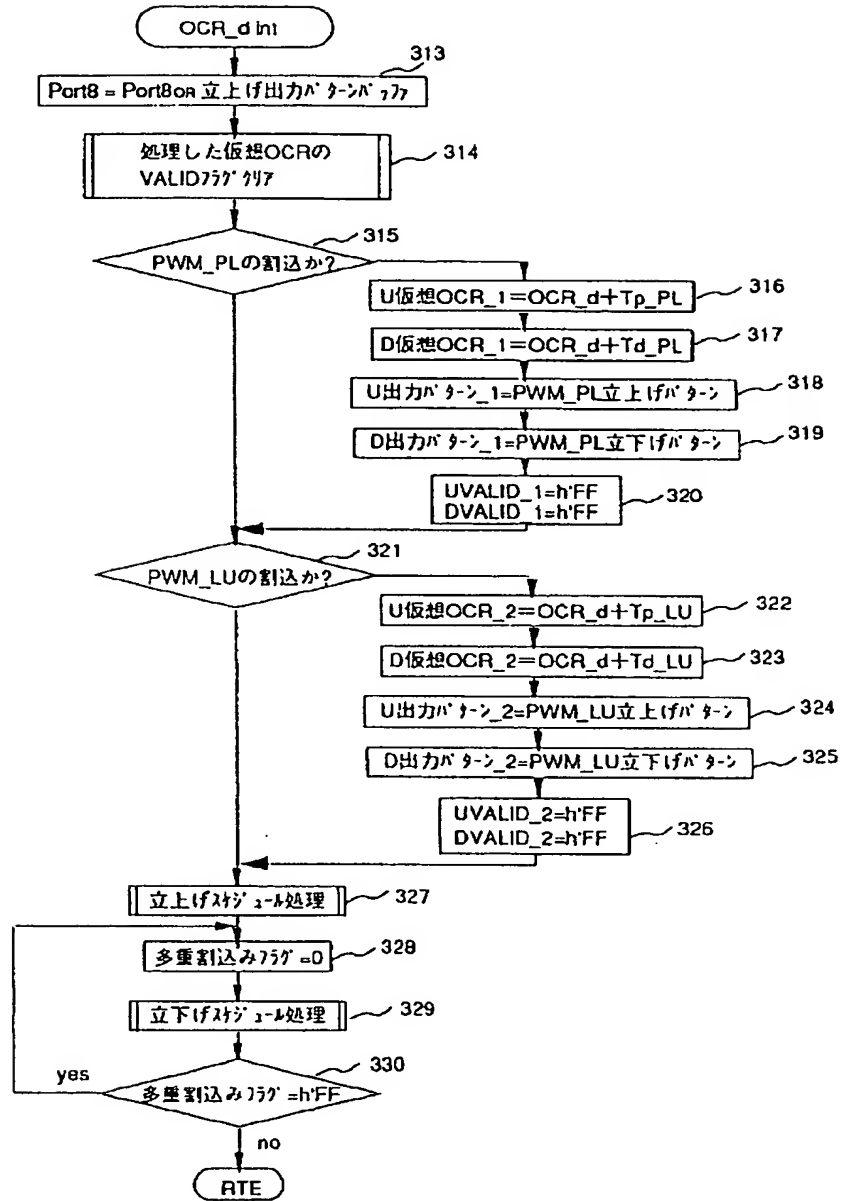 OCR_d int
313
Port8 = Port8 OR 立上げ出力ﾊﾟﾀｰﾝﾊﾞｯﾌｧ
処理した仮想OCRの
VALIDﾌﾗｸﾞｸﾘｱ
314
315
PWM_PLの割込か?
U仮想OCR_1=OCR_d+Tp_PL
316
D仮想OCR_1=OCR_d+Td_PL
317
U出力ﾊﾟﾀｰﾝ_1=PWM_PL立上げﾊﾟﾀｰﾝ
318
D出力ﾊﾟﾀｰﾝ_1=PWM_PL立下げﾊﾟﾀｰﾝ
319
UVALID_1=h'FF
DVALID_1=h'FF
320
321
PWM_LUの割込か?
U仮想OCR_2=OCR_d+Tp_LU
322
D仮想OCR_2=OCR_d+Td_LU
323
U出力ﾊﾟﾀｰﾝ_2=PWM_LU立上げﾊﾟﾀｰﾝ
324
D出力ﾊﾟﾀｰﾝ_2=PWM_LU立下げﾊﾟﾀｰﾝ
325
UVALID_2=h'FF
DVALID_2=h'FF
326
立上げｽｹｼﾞｭｰﾙ処理
327
多重割込みﾌﾗｸﾞ=0
328
立下げｽｹｼﾞｭｰﾙ処理
329
330
yes
多重割込みﾌﾗｸﾞ=h'FF
no
RTE